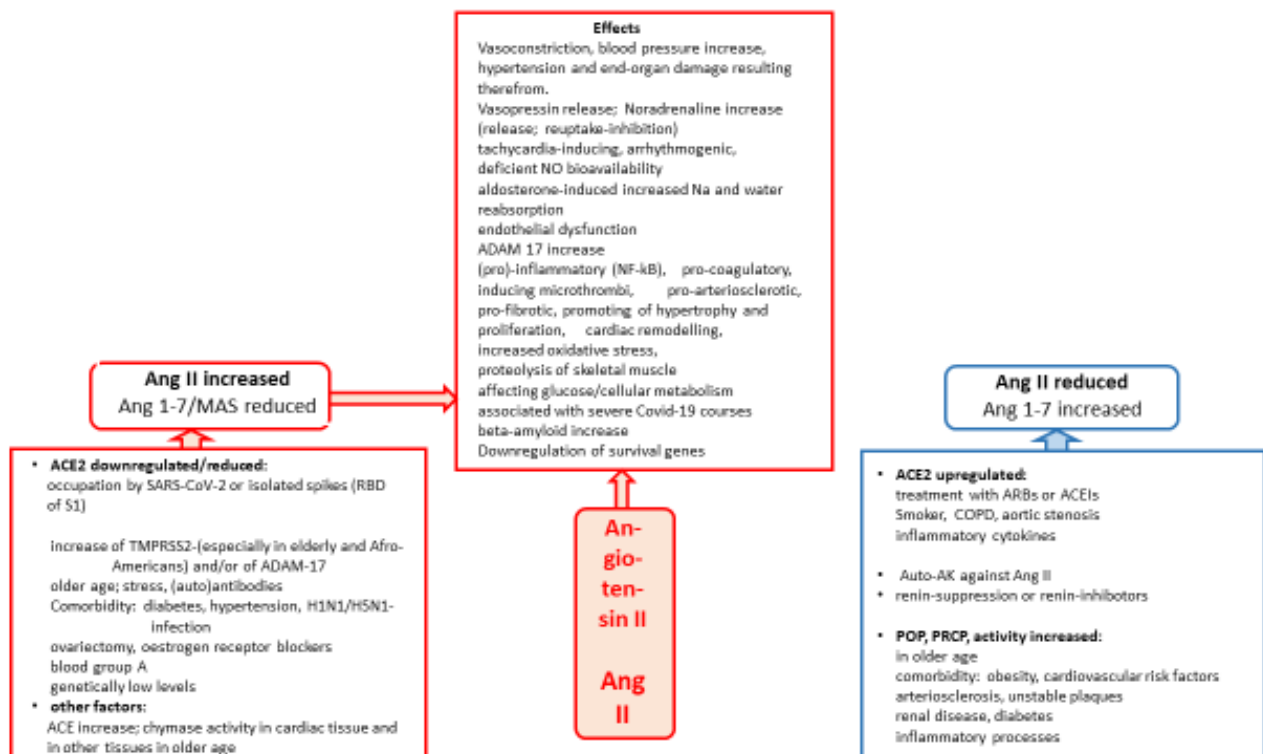 Effects
Vasoconstriction, blood pressure increase,
hypertension and end-organ damage resulting
therefrom.
Vasopressin release; Noradrenaline increase
(release; reuptake-inhibition)
tachycardia-inducing, arrhythmogenic,
deficient NO bioavailability
aldosterone-induced increased Na and water
reabsorption
endothelial dysfunction
ADAM 17 increase
(pro)-inflammatory (NF-kB), pro-coagulatory,
inducing microthrombi, pro-arteriosclerotic,
pro-fibrotic, promoting of hypertrophy and
proliferation, cardiac remodelling,
increased oxidative stress,
proteolysis of skeletal muscle
affecting glucose/cellular metabolism
associated with severe Covid-19 courses
beta-amyloid increase
Downregulation of survival genes
Ang II increased
Ang 1-7/MAS reduced
• ACE2 downregulated/reduced:
occupation by SARS-CoV-2 or isolated spikes (RBD
of S1)
increase of TMPRSS2-(especially in elderly and Afro-
Americans) and/or of ADAM-17
older age; stress, (auto)antibodies
Comorbidity: diabetes, hypertension, H1N1/H5N1-
infection
ovariectomy, oestrogen receptor blockers
blood group A
genetically low levels
• other factors:
ACE increase; chymase activity in cardiac tissue and
in other tissues in older age
An-
gio-
ten-
sin II
Ang
II
Ang II reduced
Ang 1-7 increased
• ACE2 upregulated:
treatment with ARBs or ACEIs
Smoker, COPD, aortic stenosis
inflammatory cytokines
• Auto-AK against Ang II
• renin-suppression or renin-inhibotors
• POP, PRCP, activity increased:
in older age
comorbidity: obesity, cardiovascular risk factors
arteriosclerosis, unstable plaques
renal disease, diabetes
inflammatory processes